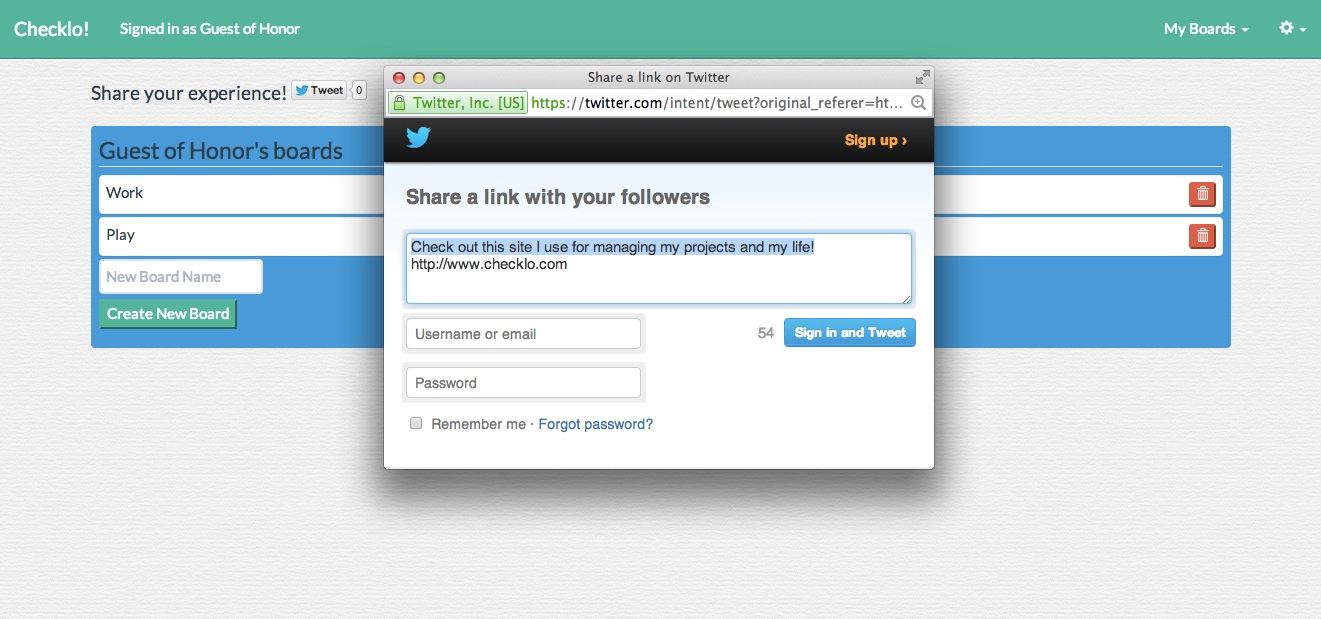 Checklo!
Signed in as Guest of Honor
My Boards
Share your experience!
Tweet
0
Guest of Honor's boards
Work
Play
New Board Name
Create New Board
Share a link on Twitter
Twitter, Inc. [US] https://twitter.com/intent/tweet?original_referer=ht...
Sign up ›
Share a link with your followers
Check out this site I use for managing my projects and my life!
http://www.checklo.com
Username or email
54
Sign in and Tweet
Password
Remember me · Forgot password?